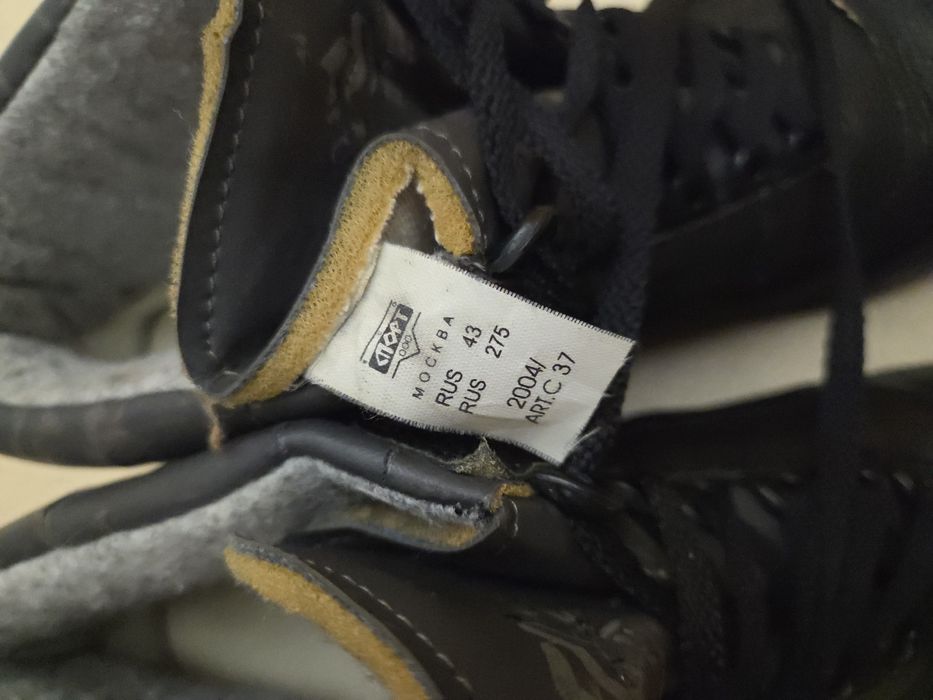 СПОРТ
ООО
МОСКВА
RUS 43
RUS 275
2004/
ART.C 37